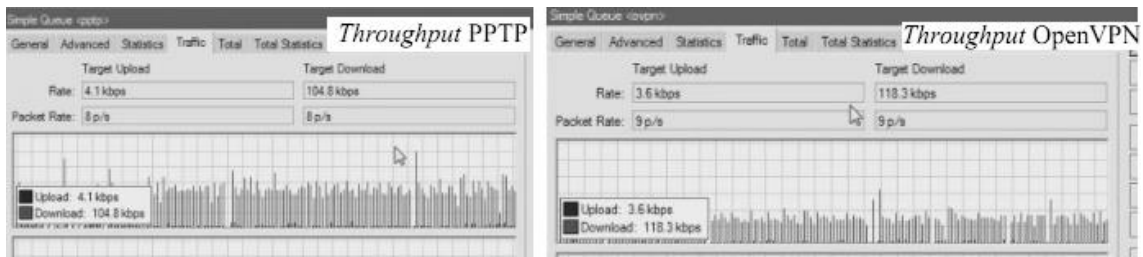 Simple Queue <pptp>
Throughput PPTP
General Advanced Statistics Traffic Total Total Statistics
Target Upload Target Download
Rate: 4.1 kbps 104.8 kbps
Packet Rate: 8 p/s 8 p/s
Upload: 4.1 kbps
Download: 104.8 kbps
Simple Queue <ovpn>
Throughput OpenVPN
General Advanced Statistics Traffic Total Total Statistics
Target Upload Target Download
Rate: 3.6 kbps 118.3 kbps
Packet Rate: 9 p/s 9 p/s
Upload: 3.6 kbps
Download: 118.3 kbps